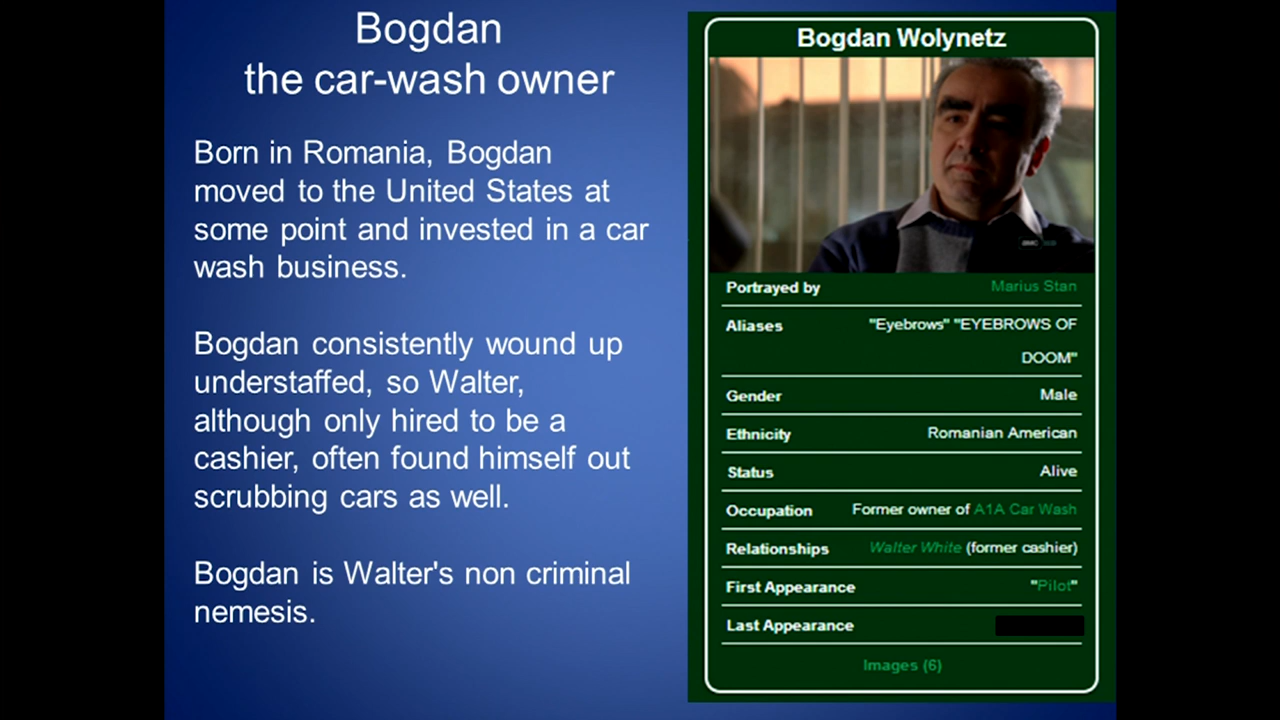 Bogdan
the car-wash owner
Born in Romania, Bogdan
moved to the United States at
some point and invested in a car
wash business.
Bogdan consistently wound up
understaffed, so Walter,
although only hired to be a
cashier, often found himself out
scrubbing cars as well.
Bogdan is Walter's non criminal
nemesis.
Bogdan Wolynetz
Portrayed by Marius Stan
Aliases "Eyebrows" "EYEBROWS OF
DOOM"
Gender Male
Ethnicity Romanian American
Status Alive
Occupation Former owner of A1A Car Wash
Relationships Walter White (former cashier)
First Appearance "Pilot"
Last Appearance
Images (6)